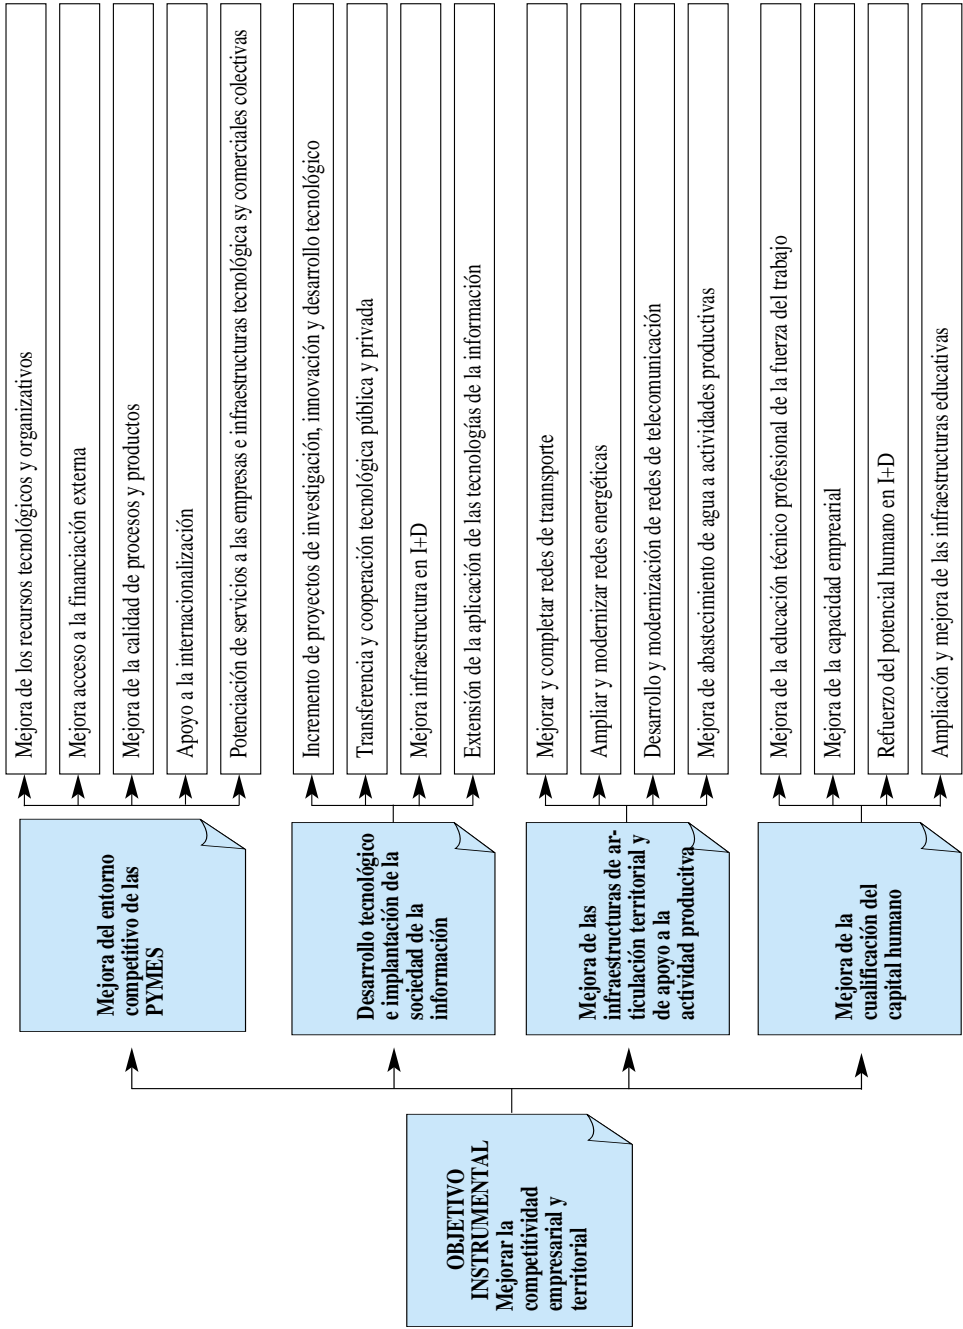 OBJETIVO
INSTRUMENTAL
Mejorar la
competitividad
empresarial y
territorial
Mejora del entorno
competitivo de las
PYMES
Mejora de los recursos tecnológicos y organizativos
Mejora acceso a la financiación externa
Mejora de la calidad de procesos y productos
Apoyo a la internacionalización
Potenciación de servicios a las empresas e infraestructuras tecnológica sy comerciales colectivas
Desarrollo tecnológico
e implantación de la
sociedad de la
información
Incremento de proyectos de investigación, innovación y desarrollo tecnológico
Transferencia y cooperación tecnológica pública y privada
Mejora infraestructura en I+D
Extensión de la aplicación de las tecnologías de la información
Mejora de las
infraestructuras de ar-
ticulación territorial y
de apoyo a la
actividad producitva
Mejorar y completar redes de trannsporte
Ampliar y modernizar redes energéticas
Desarrollo y modernización de redes de telecomunicación
Mejora de abastecimiento de agua a actividades productivas
Mejora de la
cualificación del
capital humano
Mejora de la educación técnico profesional de la fuerza del trabajo
Mejora de la capacidad emprearial
Refuerzo del potencial humano en I+D
Ampliación y mejora de las infraestructuras educativas